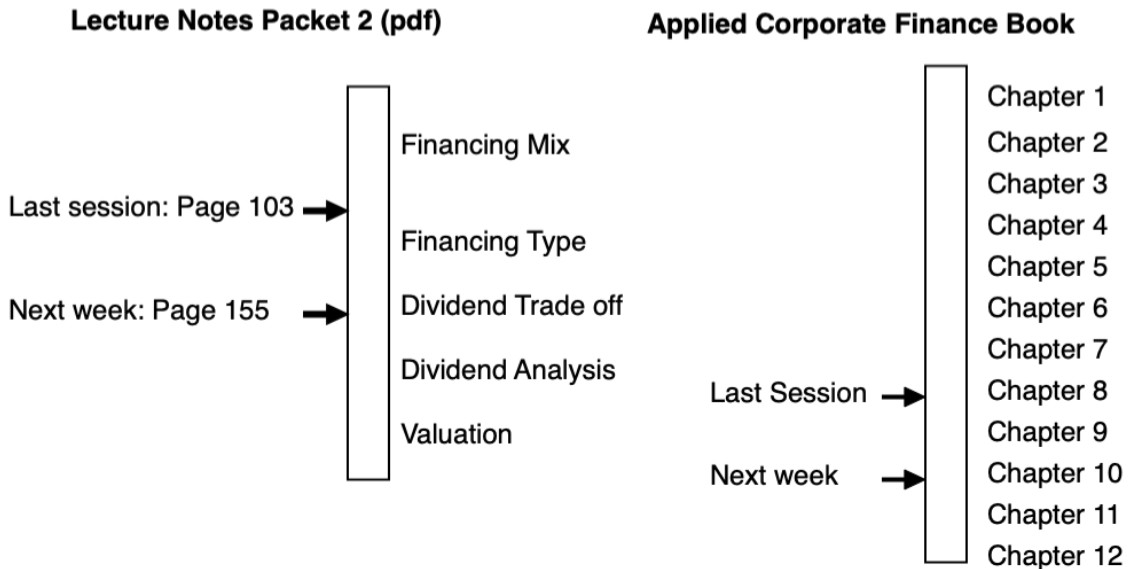 Lecture Notes Packet 2 (pdf)
Financing Mix
Last session: Page 103
Financing Type
Next week: Page 155
Dividend Trade off
Dividend Analysis
Valuation
Applied Corporate Finance Book
Chapter 1
Chapter 2
Chapter 3
Chapter 4
Chapter 5
Chapter 6
Chapter 7
Last Session
Chapter 8
Chapter 9
Next week
Chapter 10
Chapter 11
Chapter 12